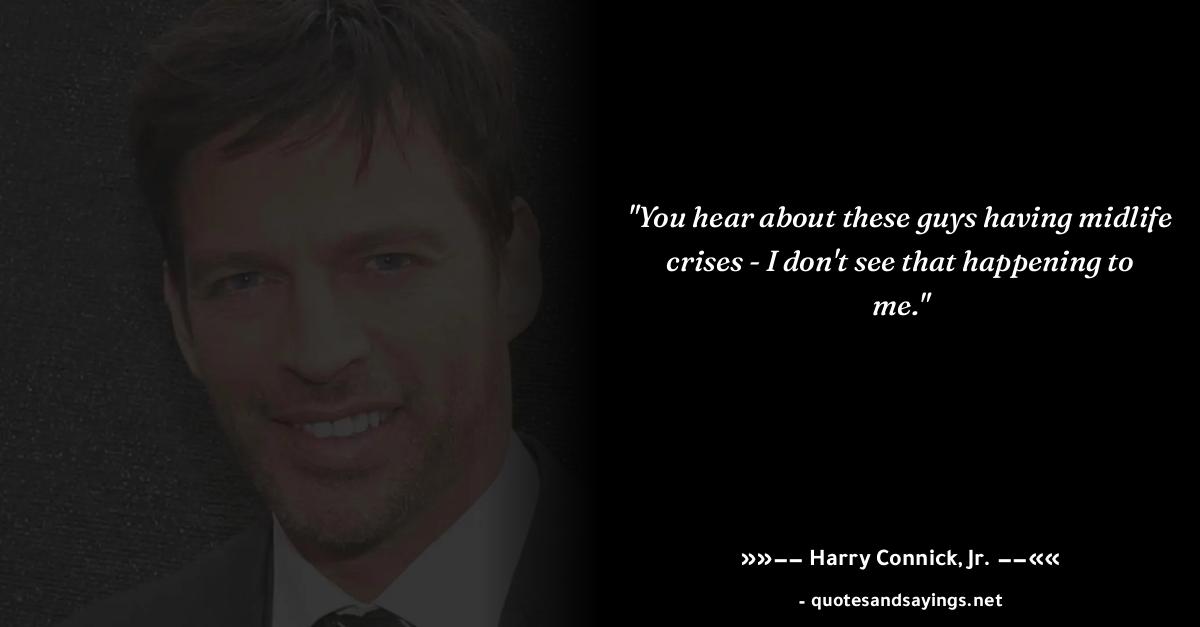 "You hear about these guys having midlife
crises - I don't see that happening to
me."
»»−− Harry Connick, Jr. −−««
- quotesandsayings.net